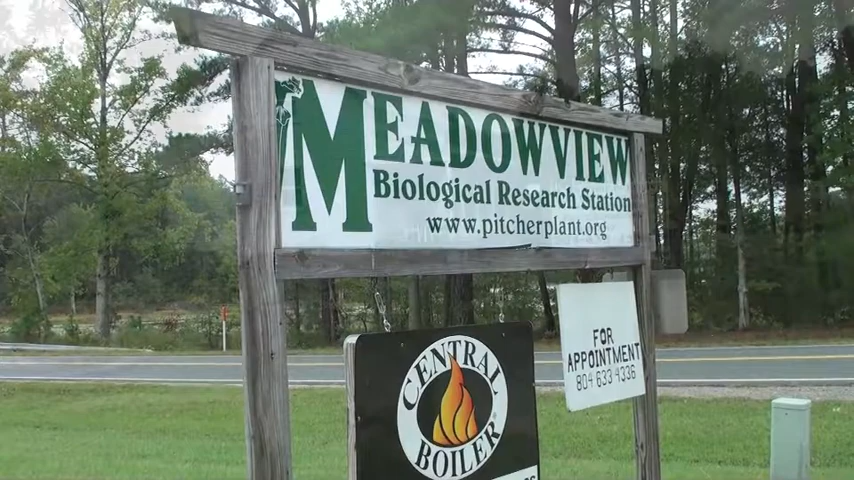 MEADOWVIEW
Biological Research Station
www.pitcherplant.org
FOR
APPOINTMENT
804 633 4336
CENTRAL
BOILER